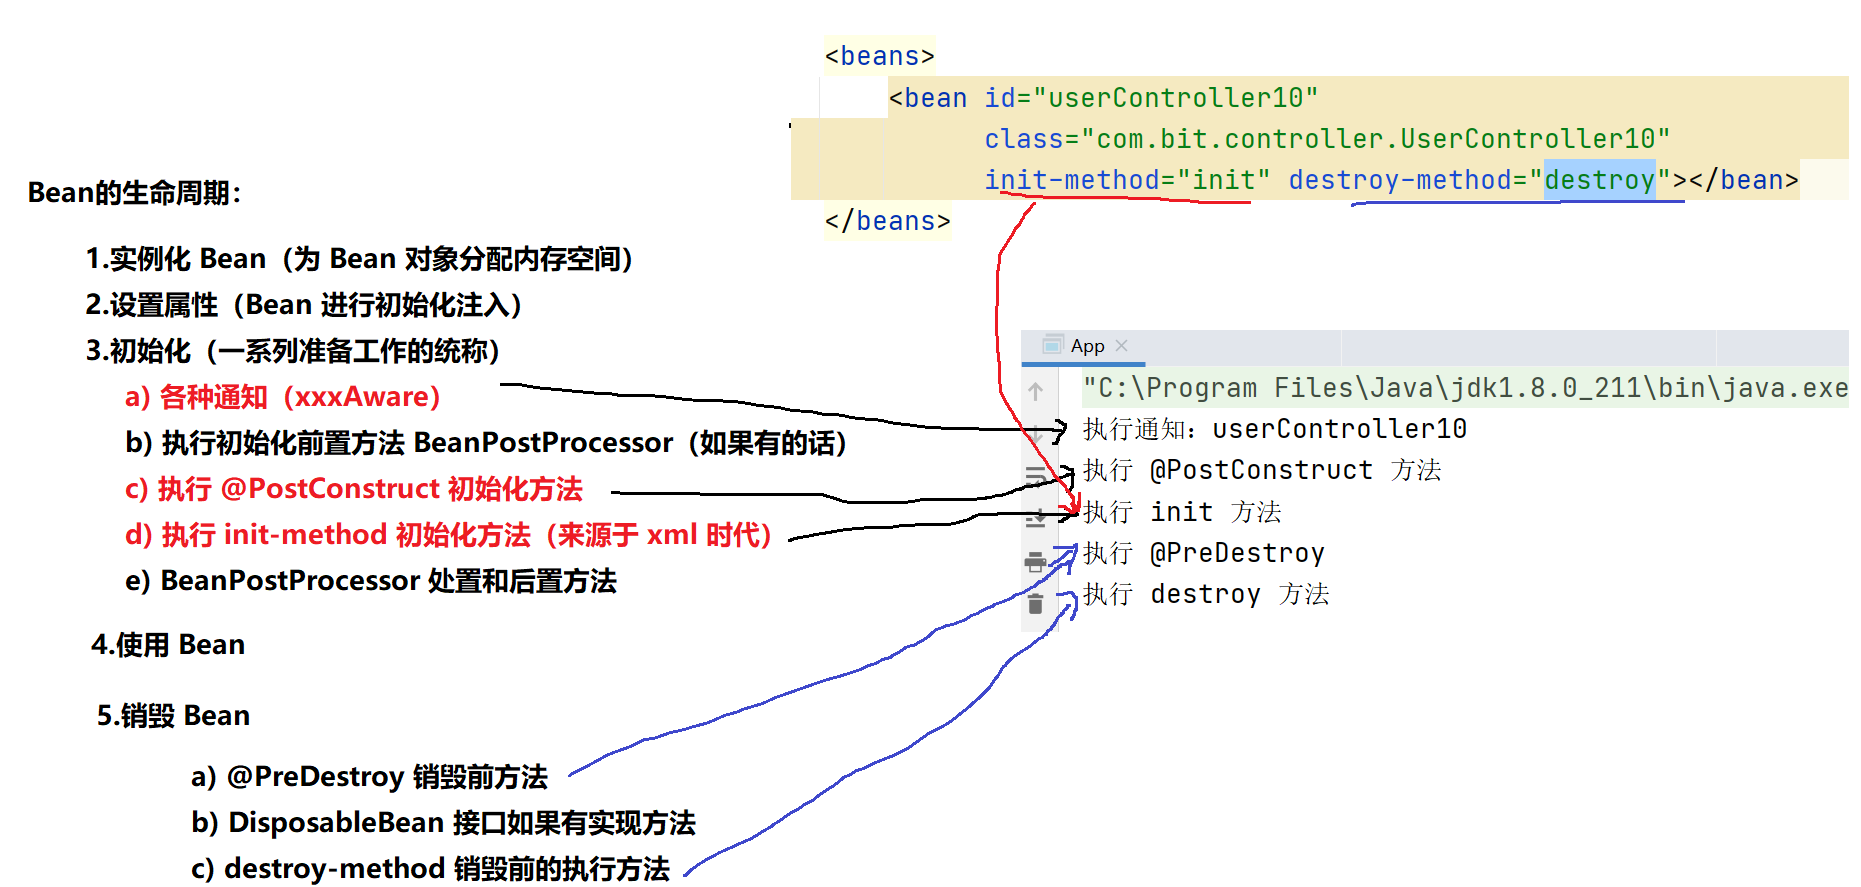 <beans>
<bean id="userController10"
class="com.bit.controller.UserController10"
init-method="init" destroy-method="destroy"></bean>
</beans>
Bean的生命周期：
1.实例化 Bean（为 Bean 对象分配内存空间）
2.设置属性（Bean 进行初始化注入）
3.初始化（一系列准备工作的统称）
a) 各种通知（xxxAware）
b) 执行初始化前置方法 BeanPostProcessor（如果有的话）
c) 执行 @PostConstruct 初始化方法
d) 执行 init-method 初始化方法（来源于 xml 时代）
e) BeanPostProcessor 处置和后置方法
4.使用 Bean
5.销毁 Bean
a) @PreDestroy 销毁前方法
b) DisposableBean 接口如果有实现方法
c) destroy-method 销毁前的执行方法
App
"C:\Program Files\Java\jdk1.8.0_211\bin\java.exe
执行通知：userController10
执行 @PostConstruct 方法
执行 init 方法
执行 @PreDestroy
执行 destroy 方法